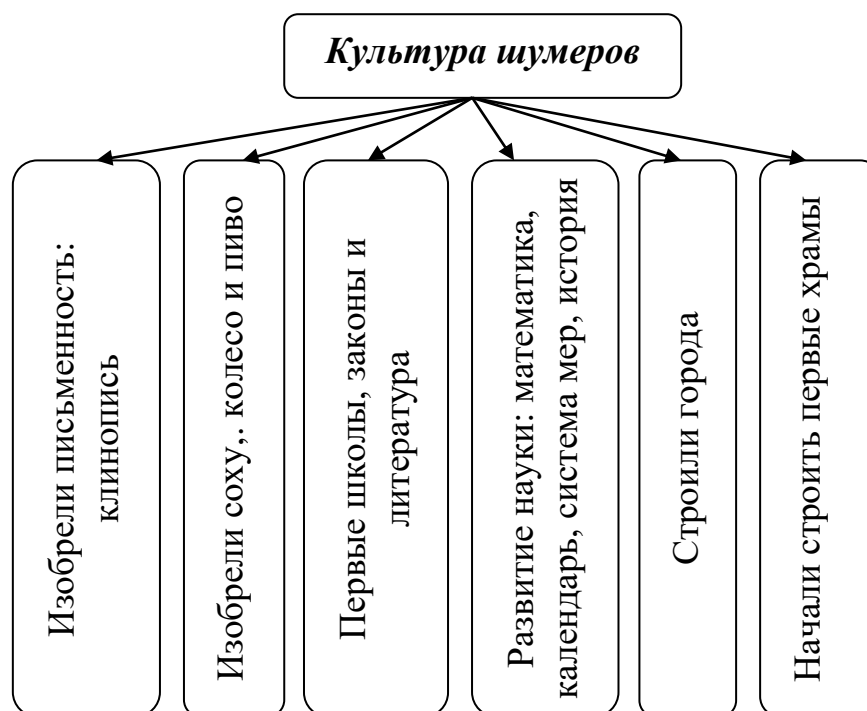 Культура шумеров
Изобрели письменность:
клинопись
Изобрели соху,. колесо и пиво
Первые школы, законы и
литература
Развитие науки: математика,
календарь, система мер, история
Строили города
Начали строить первые храмы